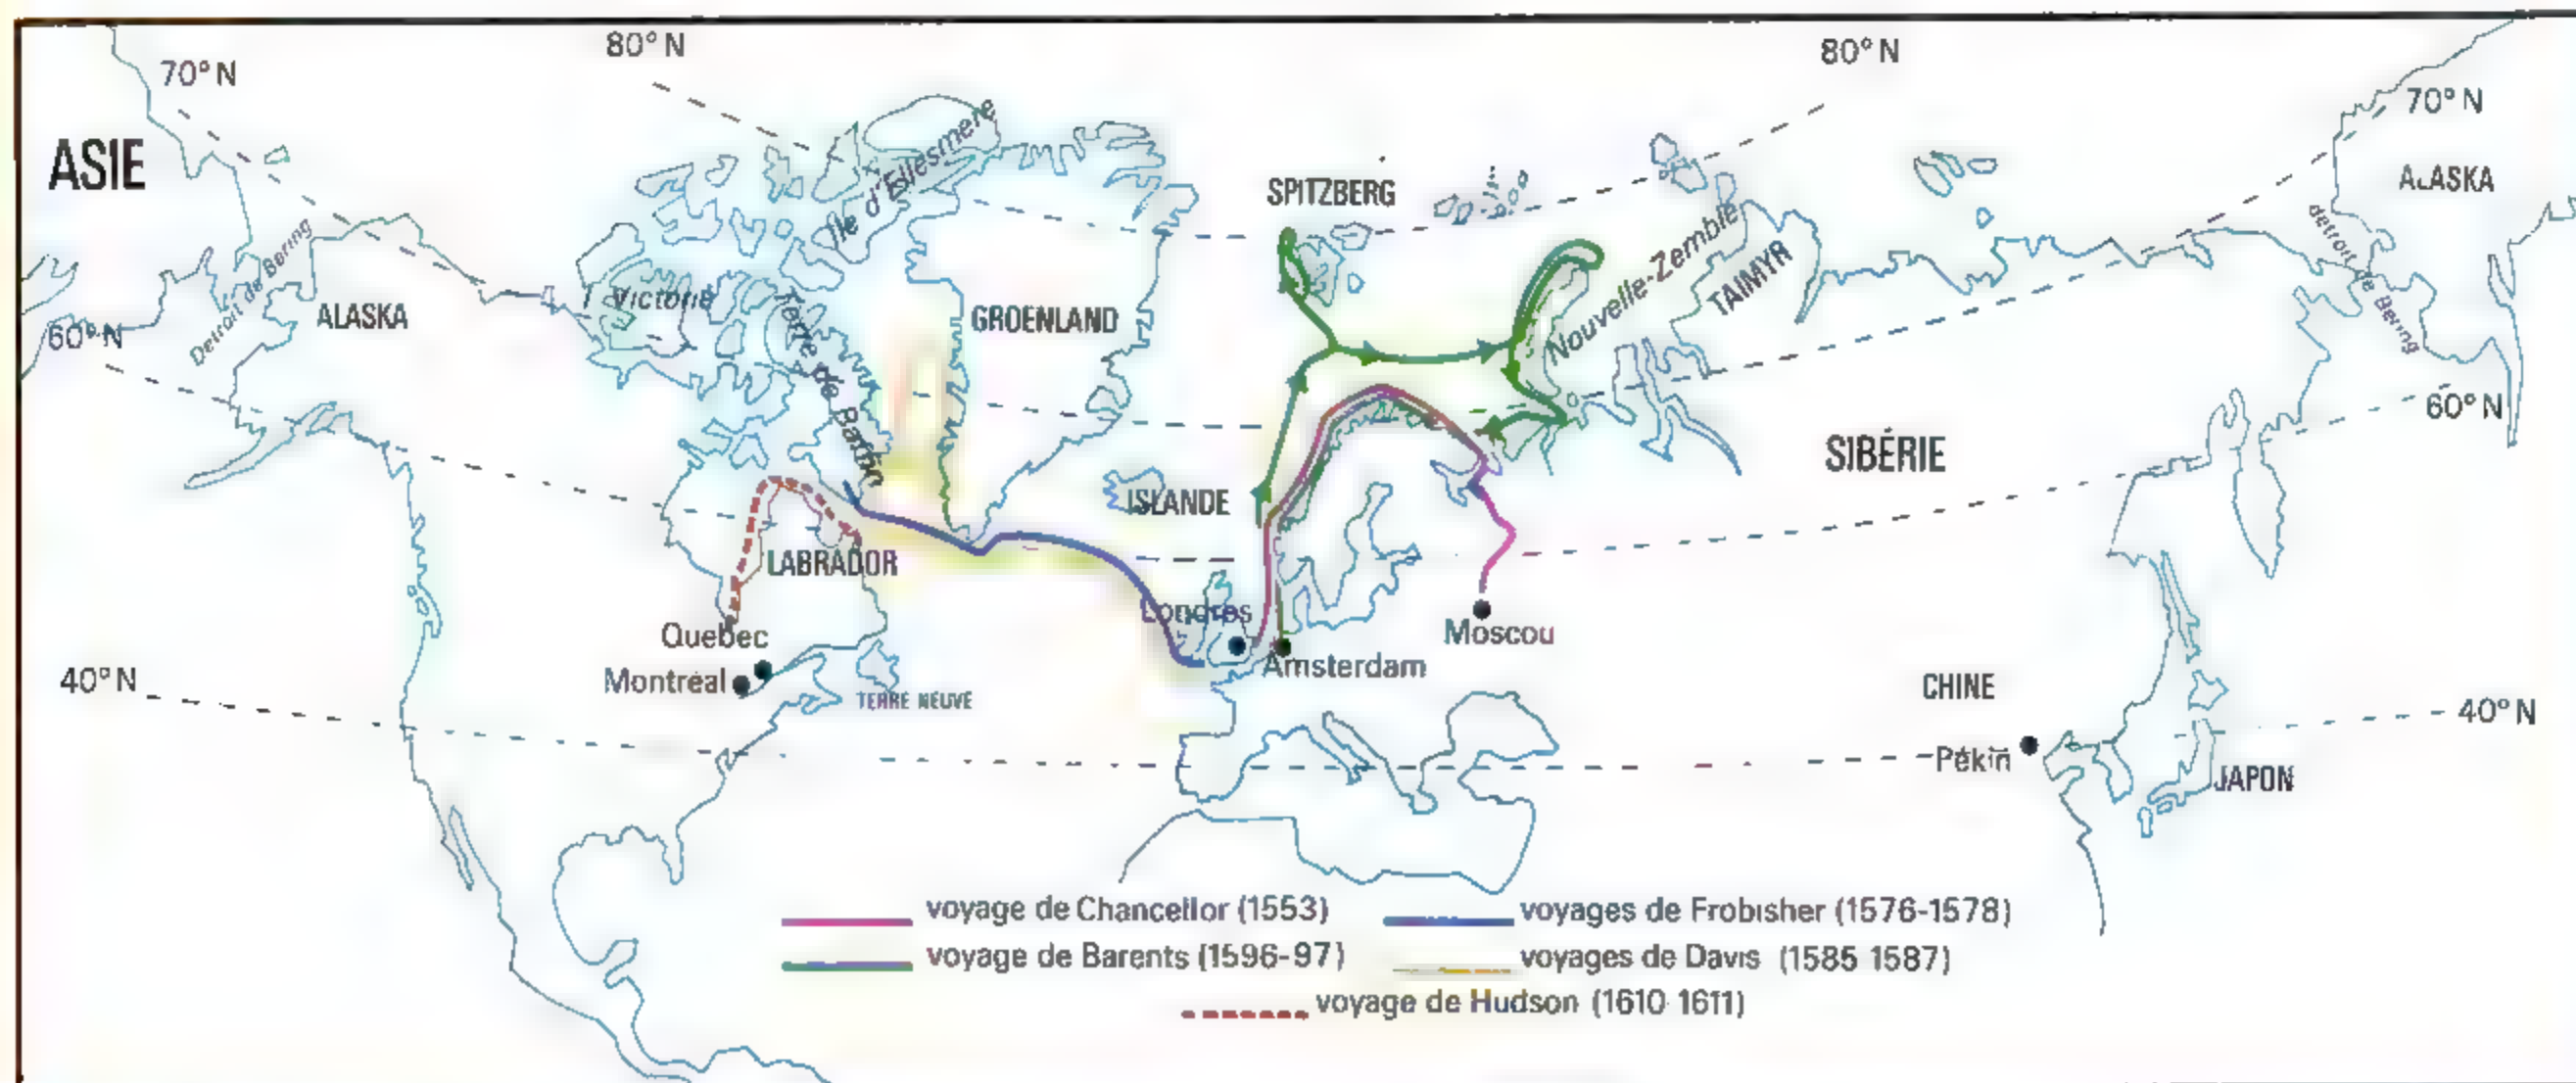 80° N
80° N
70° N
70° N
ASIE
Île d'Ellesmere
SPITZBERG
ALASKA
Détroit de Bering
ALASKA
Victoria
Terre de Baffin
GROENLAND
Nouvelle-Zemble
TAIMYR
détroit de Bering
60° N
60° N
SIBÉRIE
ISLANDE
LABRADOR
Londres
Quebec
Moscou
Montréal
Amsterdam
TERRE NEUVE
40° N
CHINE
40° N
Pékin
JAPON
voyage de Chancellor (1553)
voyages de Frobisher (1576-1578)
voyage de Barents (1596-97)
voyages de Davis (1585 1587)
voyage de Hudson (1610 1611)